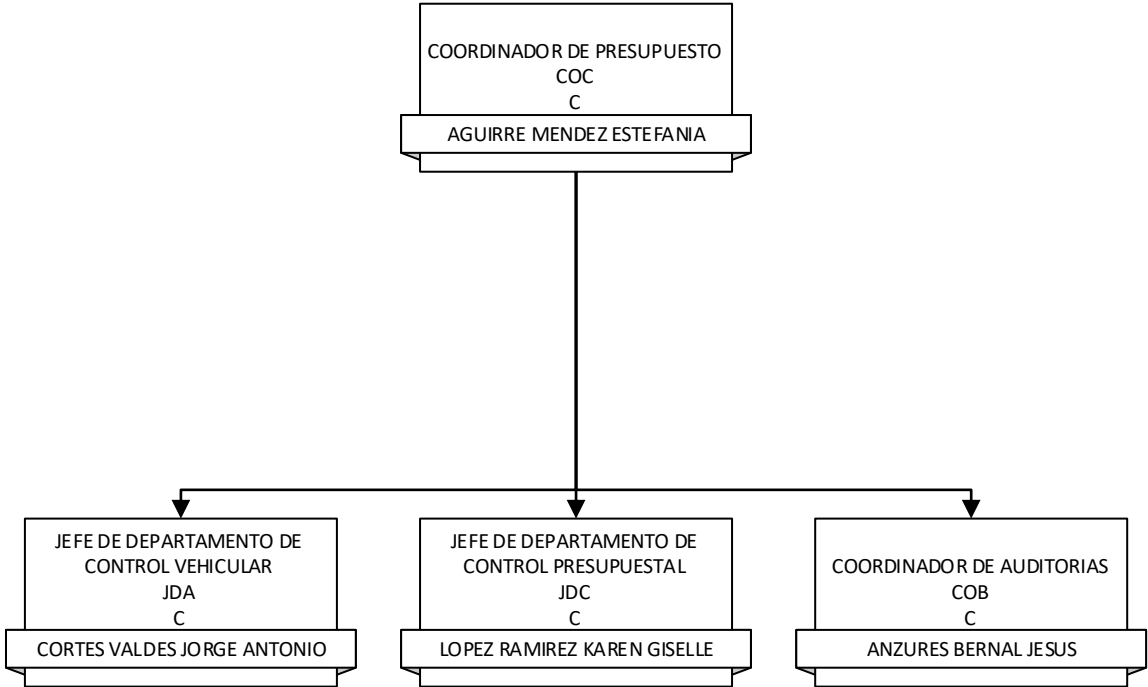 COORDINADOR DE PRESUPUESTO
COC
C
AGUIRRE MENDEZ ESTEFANIA
JEFE DE DEPARTAMENTO DE
CONTROL VEHICULAR
JDA
C
CORTES VALDES JORGE ANTONIO
JEFE DE DEPARTAMENTO DE
CONTROL PRESUPUESTAL
JDC
C
LOPEZ RAMIREZ KAREN GISELLE
COORDINADOR DE AUDITORIAS
COB
C
ANZURES BERNAL JESUS